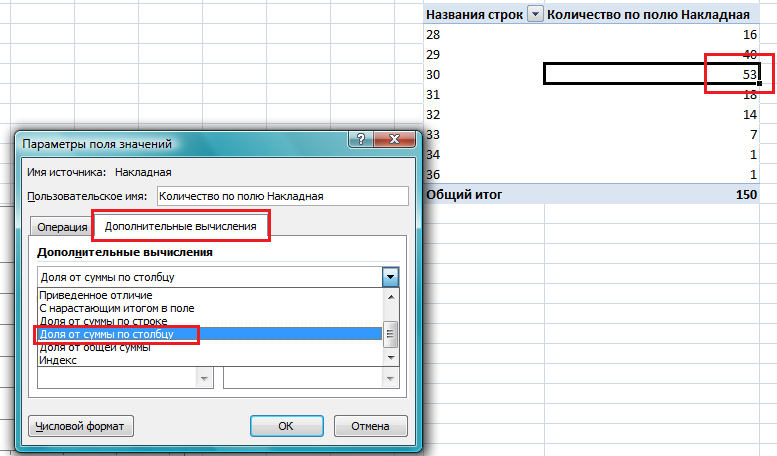 Названия строк Количество по полю Накладная
28 16
29 40
30 53
31 18
32 14
33 7
34 1
36 1
Общий итог 150
Параметры поля значений
Имя источника: Накладная
Пользовательское имя: Количество по полю Накладная
Операция Дополнительные вычисления
Дополнительные вычисления
Доля от суммы по столбцу
Приведенное отличие
С нарастающим итогом в поле
Доля от суммы по строке
Доля от суммы по столбцу
Доля от общей суммы
Индекс
Числовой формат OK Отмена